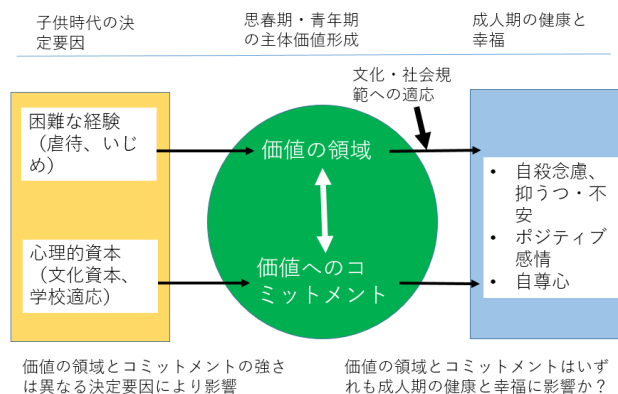 子供時代の決
定要因
思春期・青年期
の主体価値形成
成人期の健康と
幸福
文化・社会規
範への適応
困難な経験
（虐待、いじ
め）
価値の領域
• 自殺念慮、
抑うつ・不
安
• ポジティブ
感情
• 自尊心
心理的資本
（文化資本、
学校適応）
価値へのコ
ミットメント
価値の領域とコミットメントの強さ
は異なる決定要因により影響
価値の領域とコミットメントはいず
れも成人期の健康と幸福に影響か？